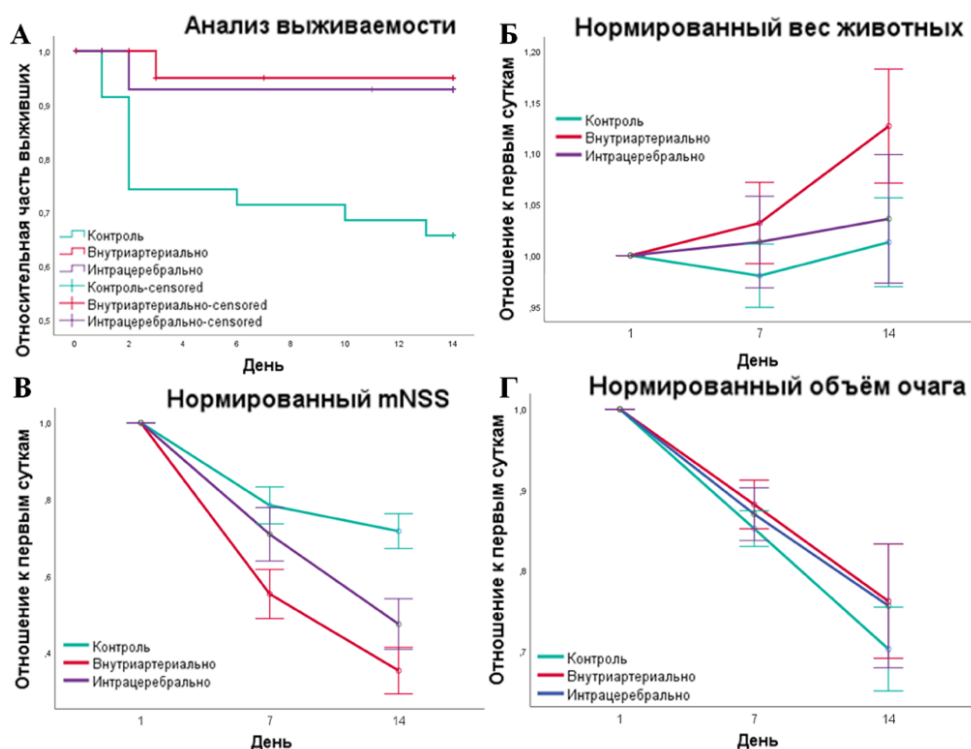 А
Анализ выживаемости
Относительная часть выживших
1,0
0,9
0,8
0,7
0,6
0,5
Контроль
Внутриартериально
Интрацеребрально
Контроль-censored
Внутриартериально-censored
Интрацеребрально-censored
0 2 4 6 8 10 12 14
День
Б
Нормированный вес животных
Отношение к первым суткам
1,20
1,15
1,10
1,05
1,00
,95
Контроль
Внутриартериально
Интрацеребрально
1 7 14
День
В
Нормированный mNSS
Отношение к первым суткам
1,0
,8
,6
,4
Контроль
Внутриартериально
Интрацеребрально
1 7 14
День
Г
Нормированный объём очага
Отношение к первым суткам
1,0
,9
,8
,7
Контроль
Внутриартериально
Интрацеребрально
1 7 14
День